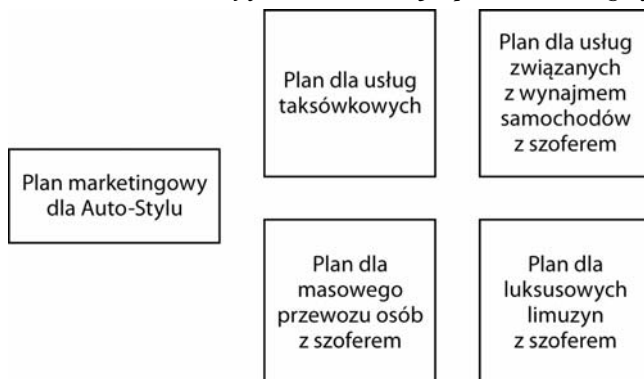 Plan dla usług
taksówkowych
Plan dla usług
związanych
z wynajmem
samochodów
z szoferem
Plan marketingowy
dla Auto-Stylu
Plan dla
masowego
przewozu osób
z szoferem
Plan dla
luksusowych
limuzyn
z szoferem